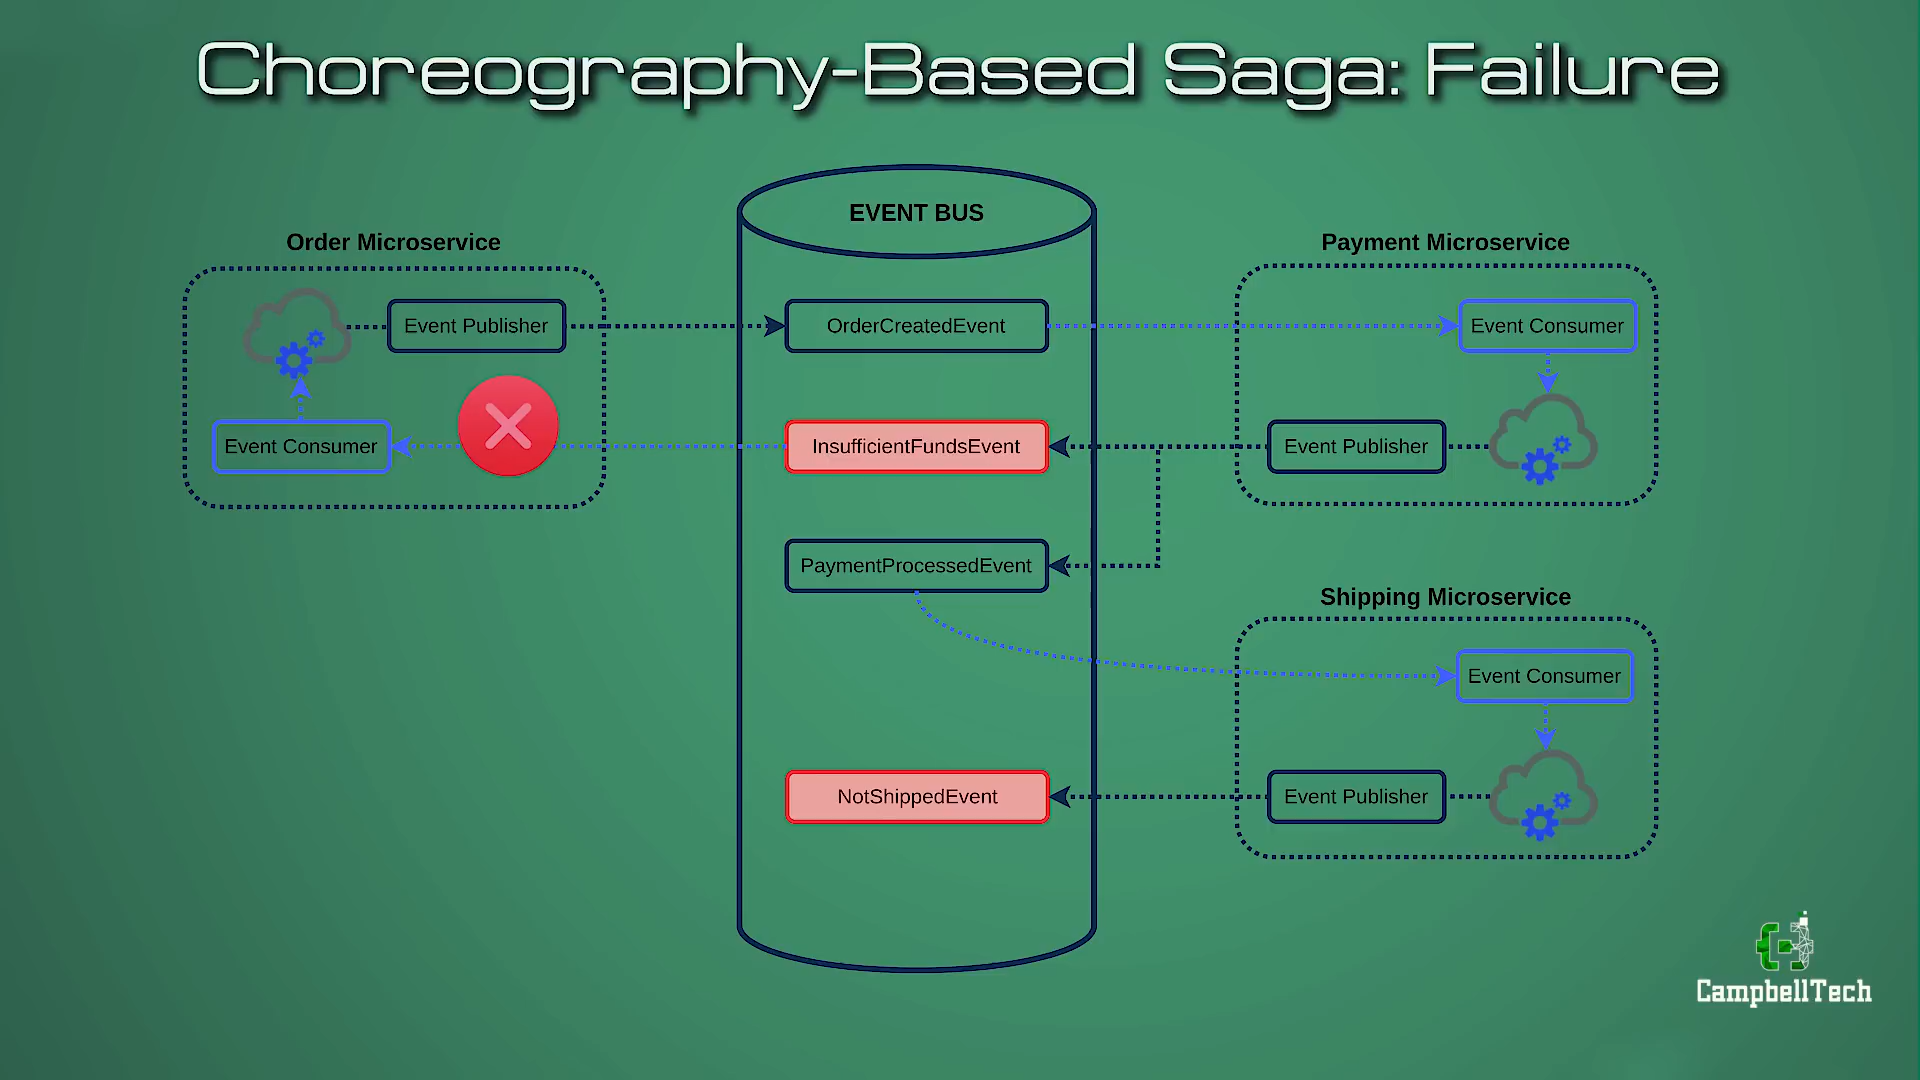 Choreography-Based Saga: Failure
EVENT BUS
Order Microservice
Event Publisher
Event Consumer
OrderCreatedEvent
InsufficientFundsEvent
PaymentProcessedEvent
NotShippedEvent
Payment Microservice
Event Consumer
Event Publisher
Shipping Microservice
Event Consumer
Event Publisher
CampbellTech